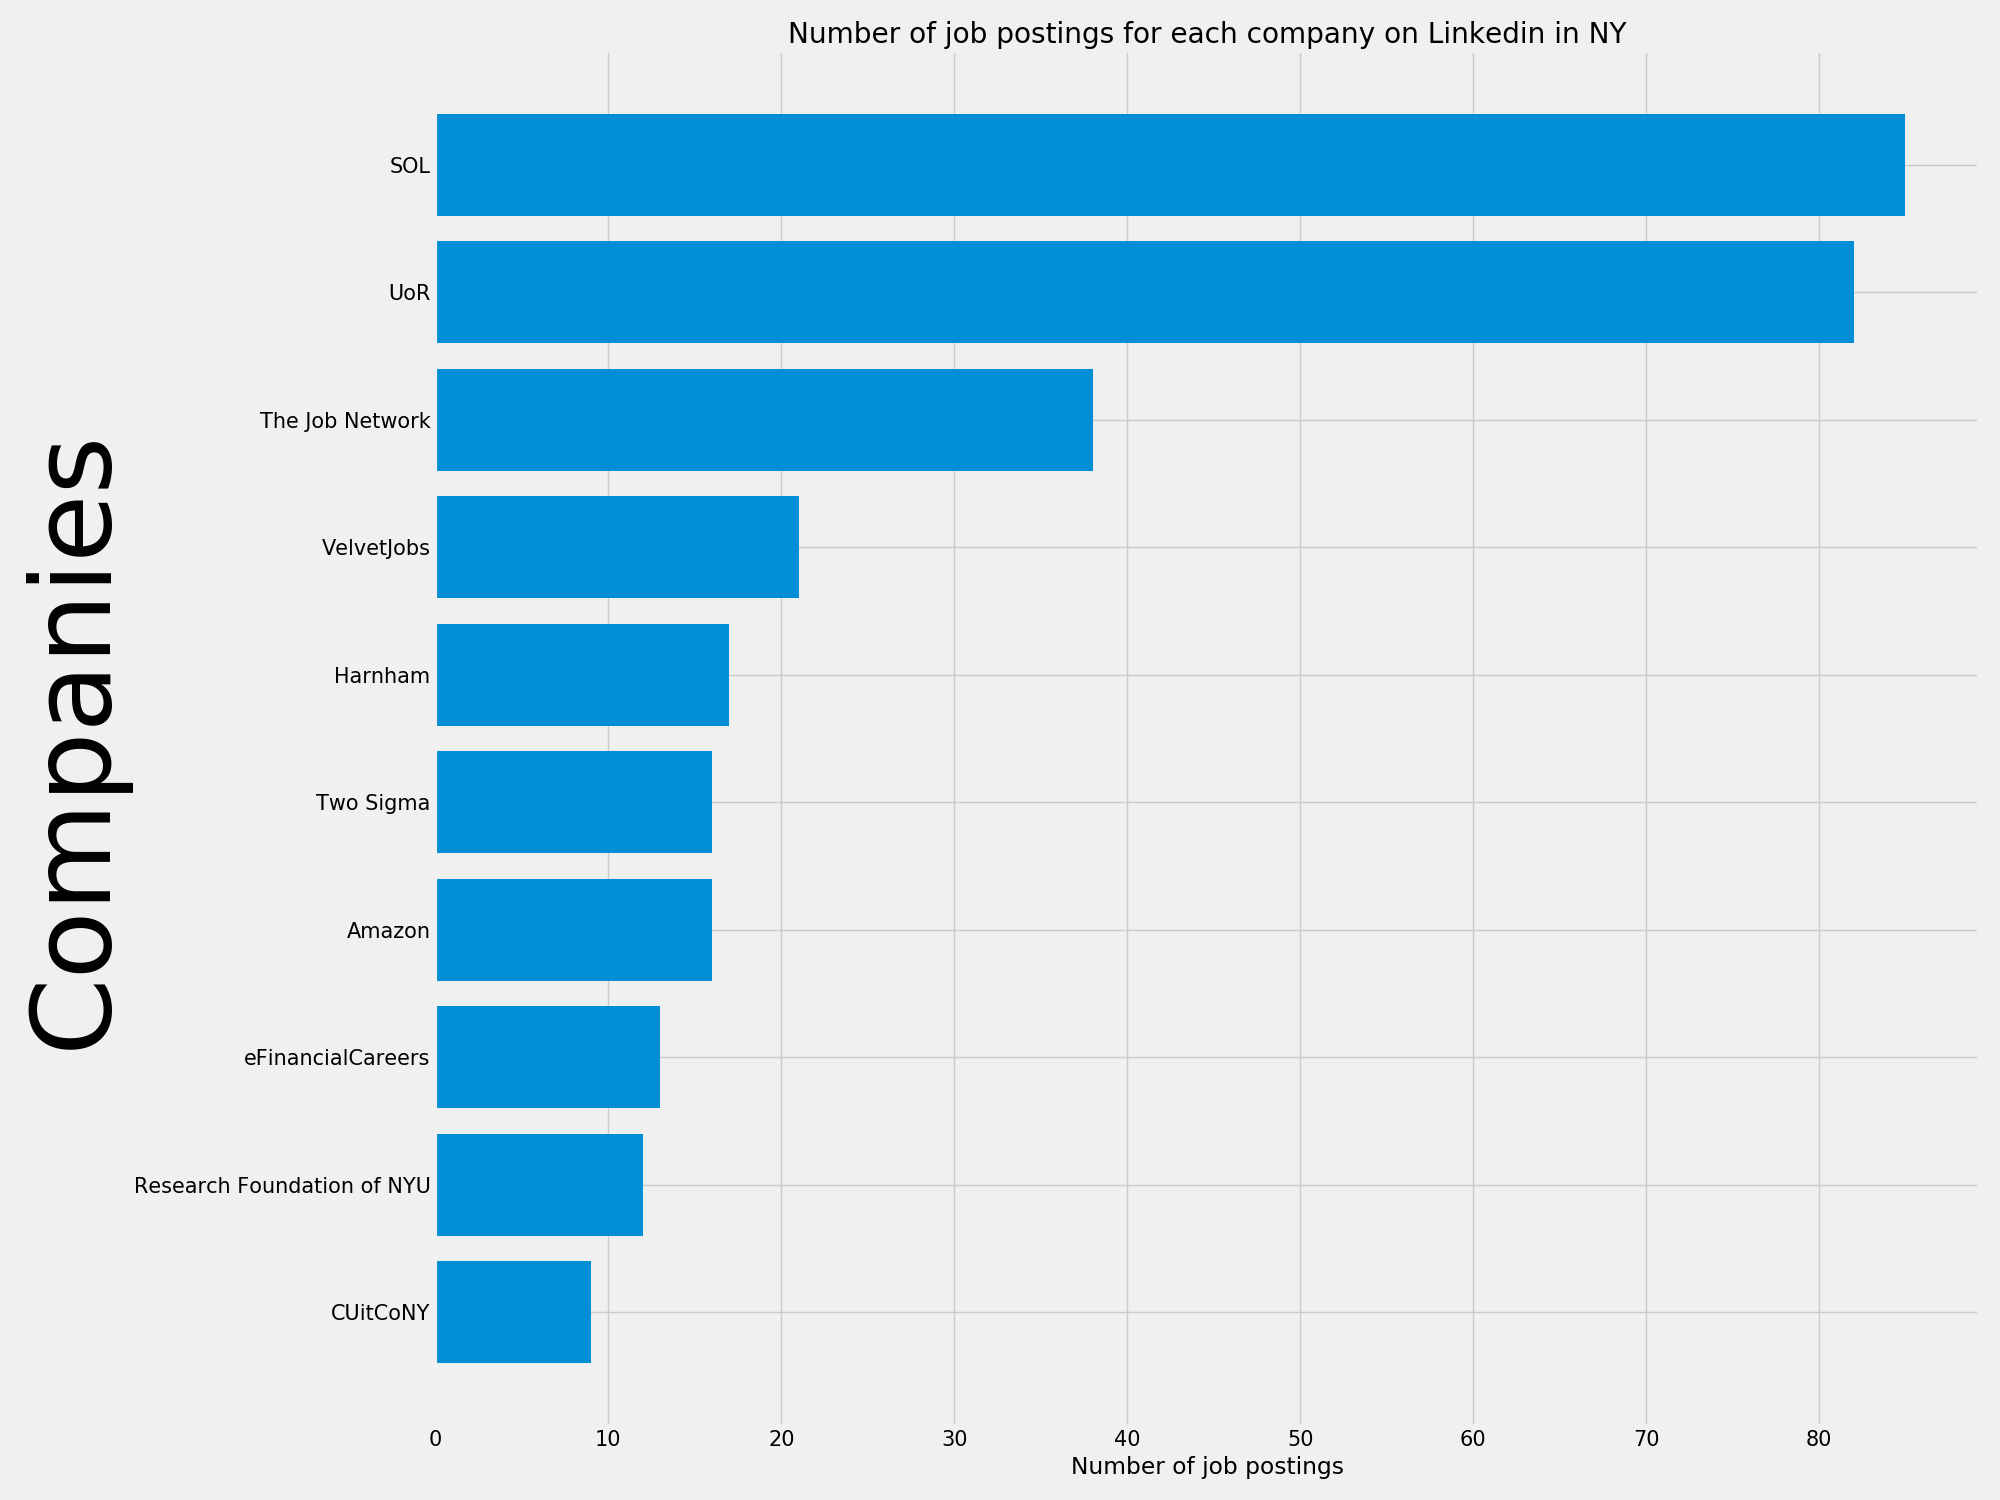 Number of job postings for each company on Linkedin in NY
Companies
SOL
UoR
The Job Network
VelvetJobs
Harnham
Two Sigma
Amazon
eFinancialCareers
Research Foundation of NYU
CUitCoNY
0 10 20 30 40 50 60 70 80
Number of job postings